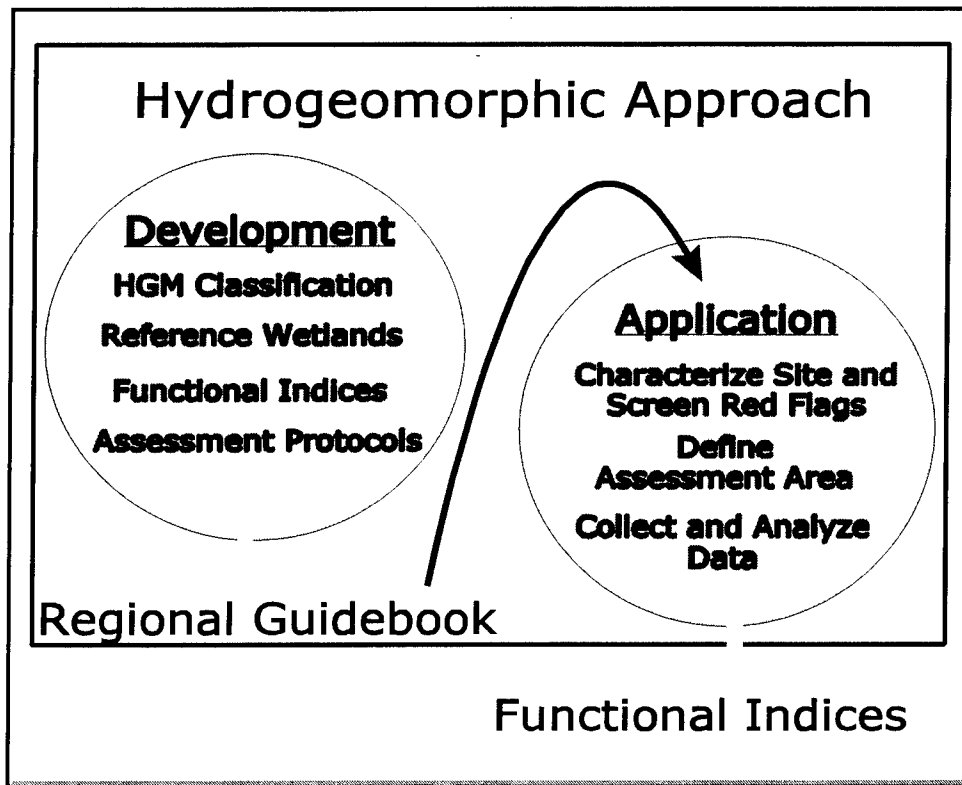 Hydrogeomorphic Approach
Development
HGM Classification
Reference Wetlands
Functional Indices
Assessment Protocols
Application
Characterize Site and
Screen Red Flags
Define
Assessment Area
Collect and Analyze
Data
Regional Guidebook
Functional Indices